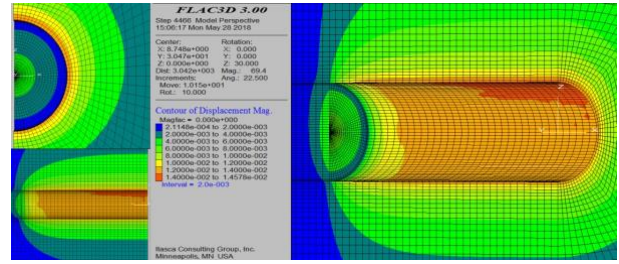 FLAC3D 3.00
Step 4466 Model Perspective
15:06:17 Mon May 28 2018
Center: Rotation:
X: 8.748e+000 X: 0.000
Y: 3.047e+001 Y: 0.000
Z: 0.000e+000 Z: 30.000
Dist: 3.042e+003 Mag.: 69.4
Increments: Ang.: 22.500
Move: 1.015e+001
Rot.: 10.000
Contour of Displacement Mag.
Magfac = 0.000e+000
2.1148e-004 to 2.0000e-003
2.0000e-003 to 4.0000e-003
4.0000e-003 to 6.0000e-003
6.0000e-003 to 8.0000e-003
8.0000e-003 to 1.0000e-002
1.0000e-002 to 1.2000e-002
1.2000e-002 to 1.4000e-002
1.4000e-002 to 1.4578e-002
Interval = 2.0e-003
Itasca Consulting Group, Inc.
Minneapolis, MN USA